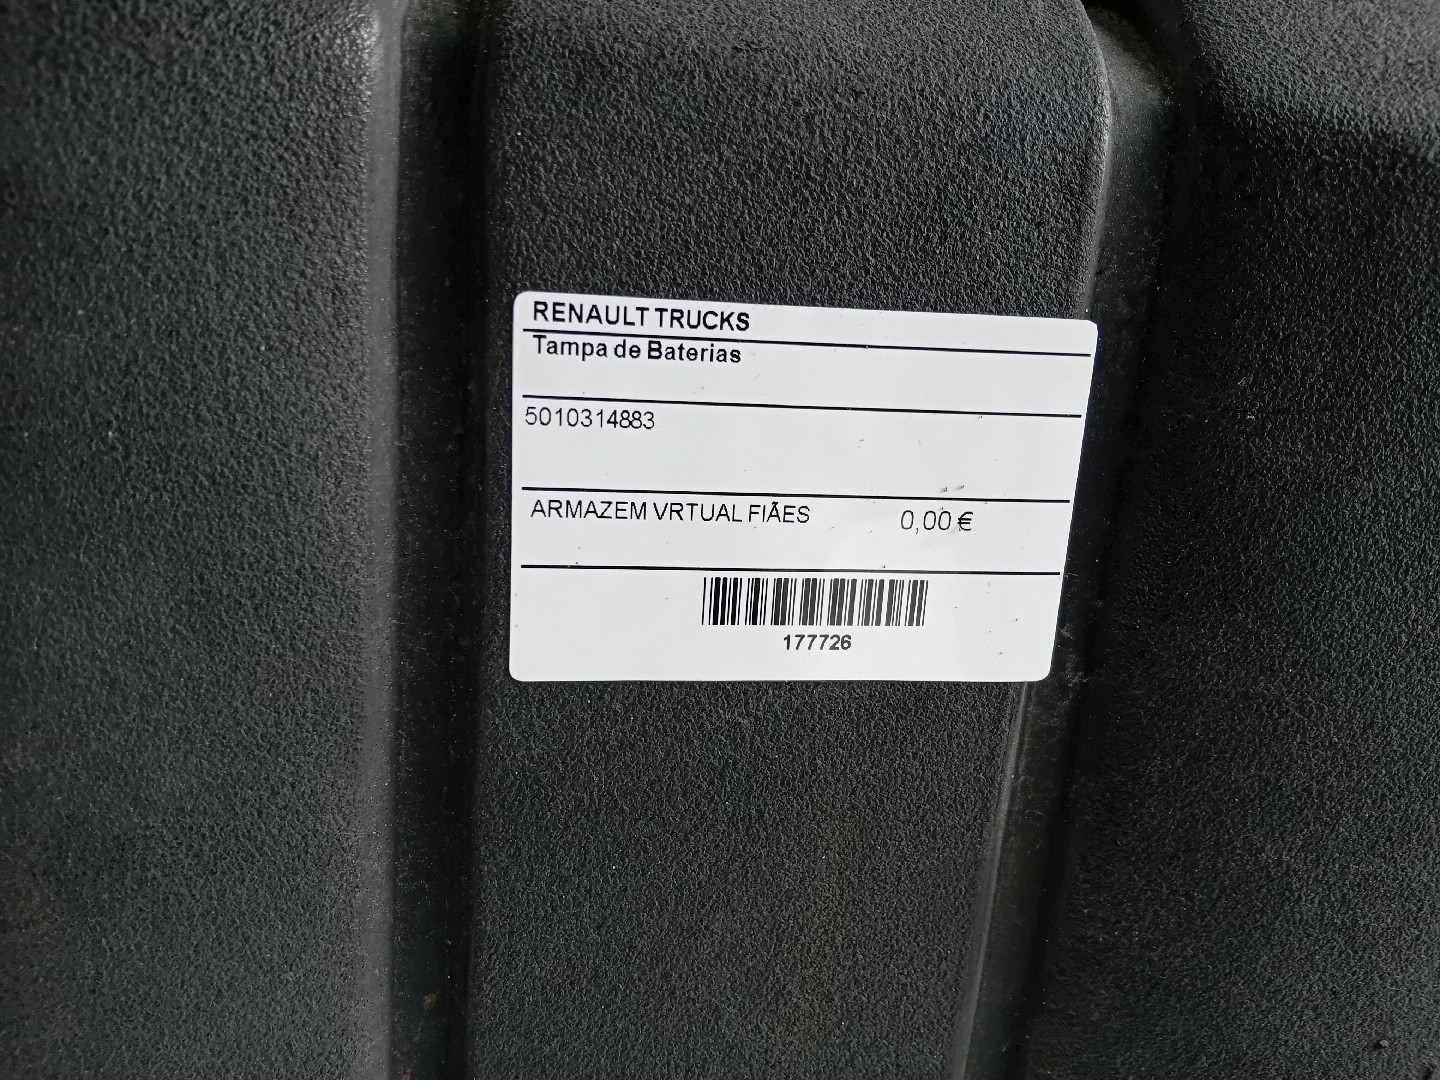 RENAULT TRUCKS
Tampa de Baterias
5010314883
ARMAZEM VRTUAL FIÃES 0,00 €
177726